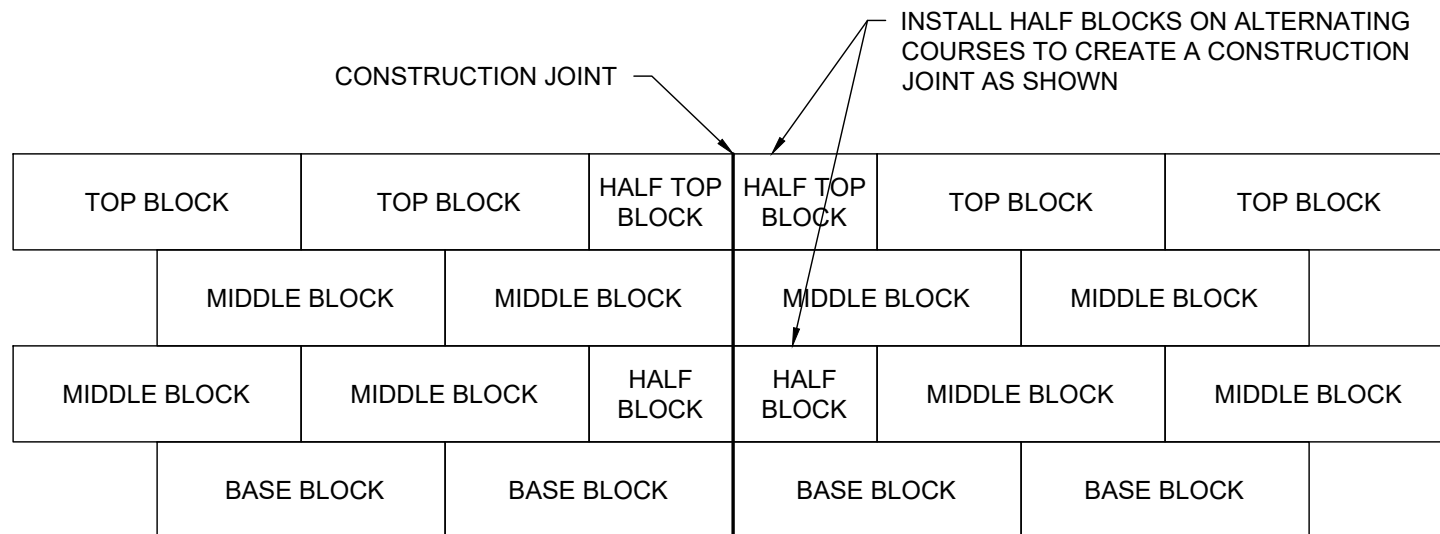 INSTALL HALF BLOCKS ON ALTERNATING
COURSES TO CREATE A CONSTRUCTION
JOINT AS SHOWN
CONSTRUCTION JOINT
TOP BLOCK
TOP BLOCK
HALF TOP
BLOCK
HALF TOP
BLOCK
TOP BLOCK
TOP BLOCK
MIDDLE BLOCK
MIDDLE BLOCK
MIDDLE BLOCK
MIDDLE BLOCK
MIDDLE BLOCK
MIDDLE BLOCK
HALF
BLOCK
HALF
BLOCK
MIDDLE BLOCK
MIDDLE BLOCK
BASE BLOCK
BASE BLOCK
BASE BLOCK
BASE BLOCK